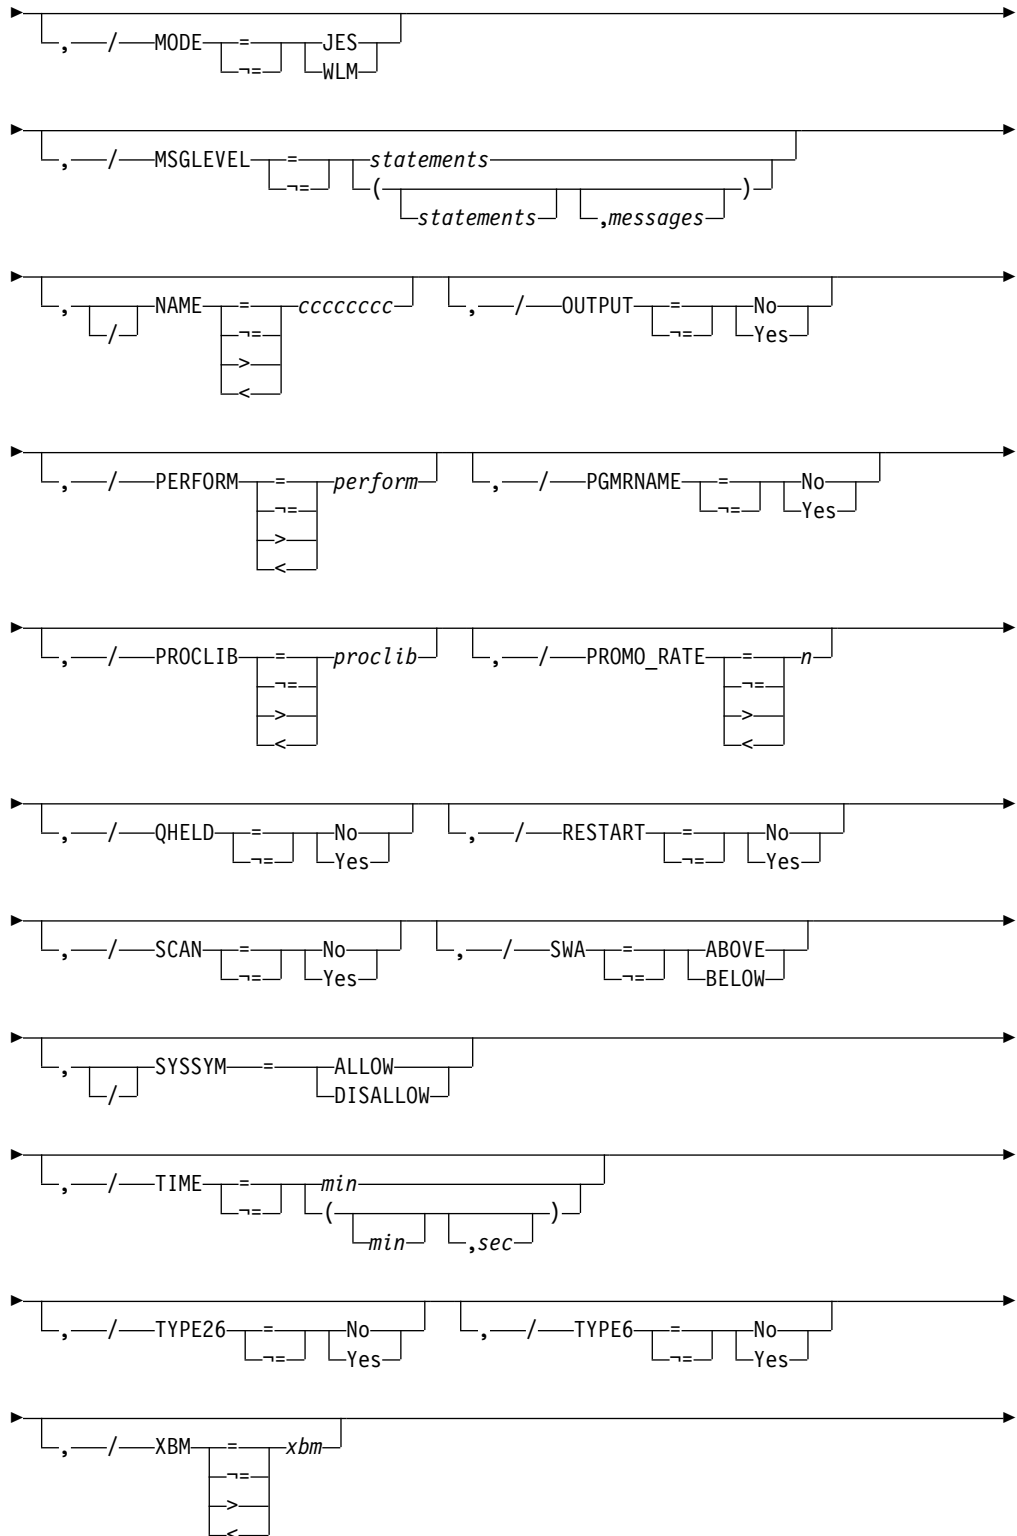 , / MODE = JES
¬= WLM
, / MSGLEVEL = statements
¬= ( )
statements ,messages
, NAME = cccccccc , / OUTPUT = No
/ ¬= ¬= Yes
>
<
, / PERFORM = perform , / PGMRNAME = No
¬= ¬= Yes
>
<
, / PROCLIB = proclib , / PROMO_RATE = n
¬= ¬=
> >
< <
, / QHELD = No , / RESTART = No
¬= Yes ¬= Yes
, / SCAN = No , / SWA = ABOVE
¬= Yes ¬= BELOW
, SYSSYM = ALLOW
/ DISALLOW
, / TIME = min
¬= ( )
min ,sec
, / TYPE26 = No , / TYPE6 = No
¬= Yes ¬= Yes
, / XBM = xbm
¬=
>
<